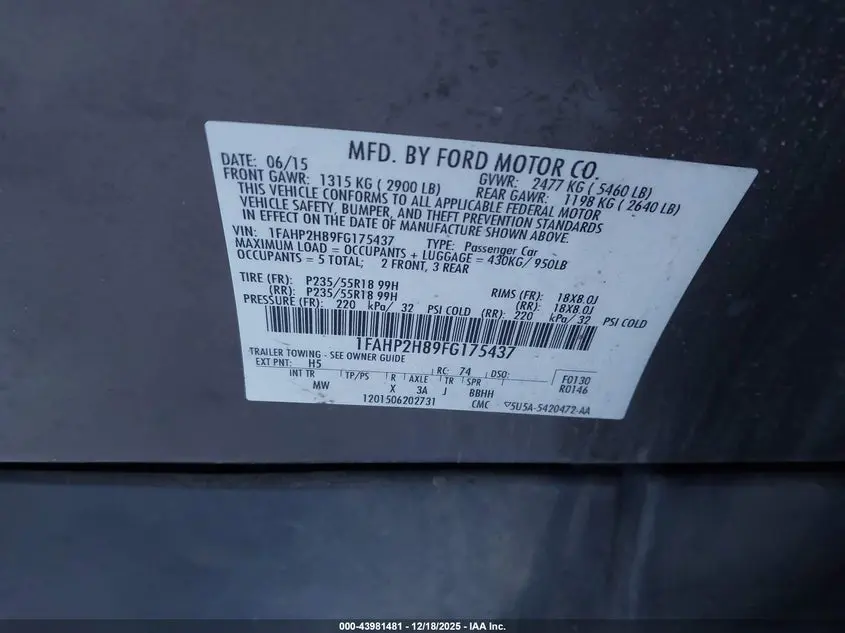 MFD. BY FORD MOTOR CO.
DATE: 06/15 GVWR: 2477 KG ( 5460 LB)
FRONT GAWR: 1315 KG ( 2900 LB) REAR GAWR: 1198 KG ( 2640 LB)
THIS VEHICLE CONFORMS TO ALL APPLICABLE FEDERAL MOTOR
VEHICLE SAFETY, BUMPER, AND THEFT PREVENTION STANDARDS
IN EFFECT ON THE DATE OF MANUFACTURE SHOWN ABOVE.
VIN: 1FAHP2H89FG175437 TYPE: Passenger Car
MAXIMUM LOAD = OCCUPANTS + LUGGAGE = 430KG/ 950LB
OCCUPANTS = 5 TOTAL; 2 FRONT, 3 REAR
TIRE (FR): P235/55R18 99H RIMS (FR): 18X8.0J
(RR): P235/55R18 99H (RR): 18X8.0J
PRESSURE (FR): 220 kPa/ 32 PSI COLD (RR): 220 kPa/ 32 PSI COLD
1FAHP2H89FG175437
TRAILER TOWING - SEE OWNER GUIDE
EXT PNT: H5 RC: 74 DSO:
INT TR TP/PS R AXLE TR SPR F0130
MW X 3A J BBHH R0146
1201506202731 CMC ▽5U5A-5420472-AA
000-43981481 - 12/18/2025 - IAA Inc.